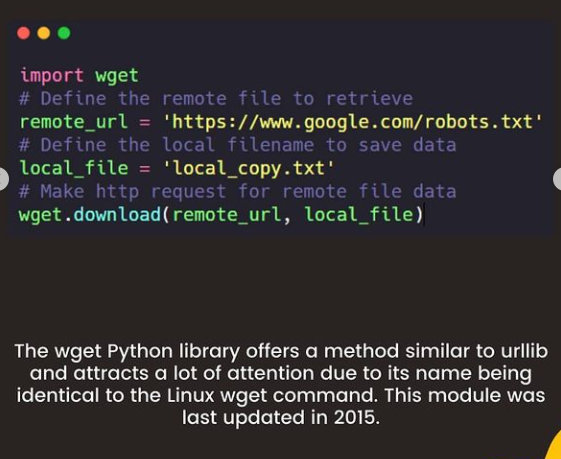 import wget
# Define the remote file to retrieve
remote_url = 'https://www.google.com/robots.txt'
# Define the local filename to save data
local_file = 'local_copy.txt'
# Make http request for remote file data
wget.download(remote_url, local_file)
The wget Python library offers a method similar to urllib
and attracts a lot of attention due to its name being
identical to the Linux wget command. This module was
last updated in 2015.